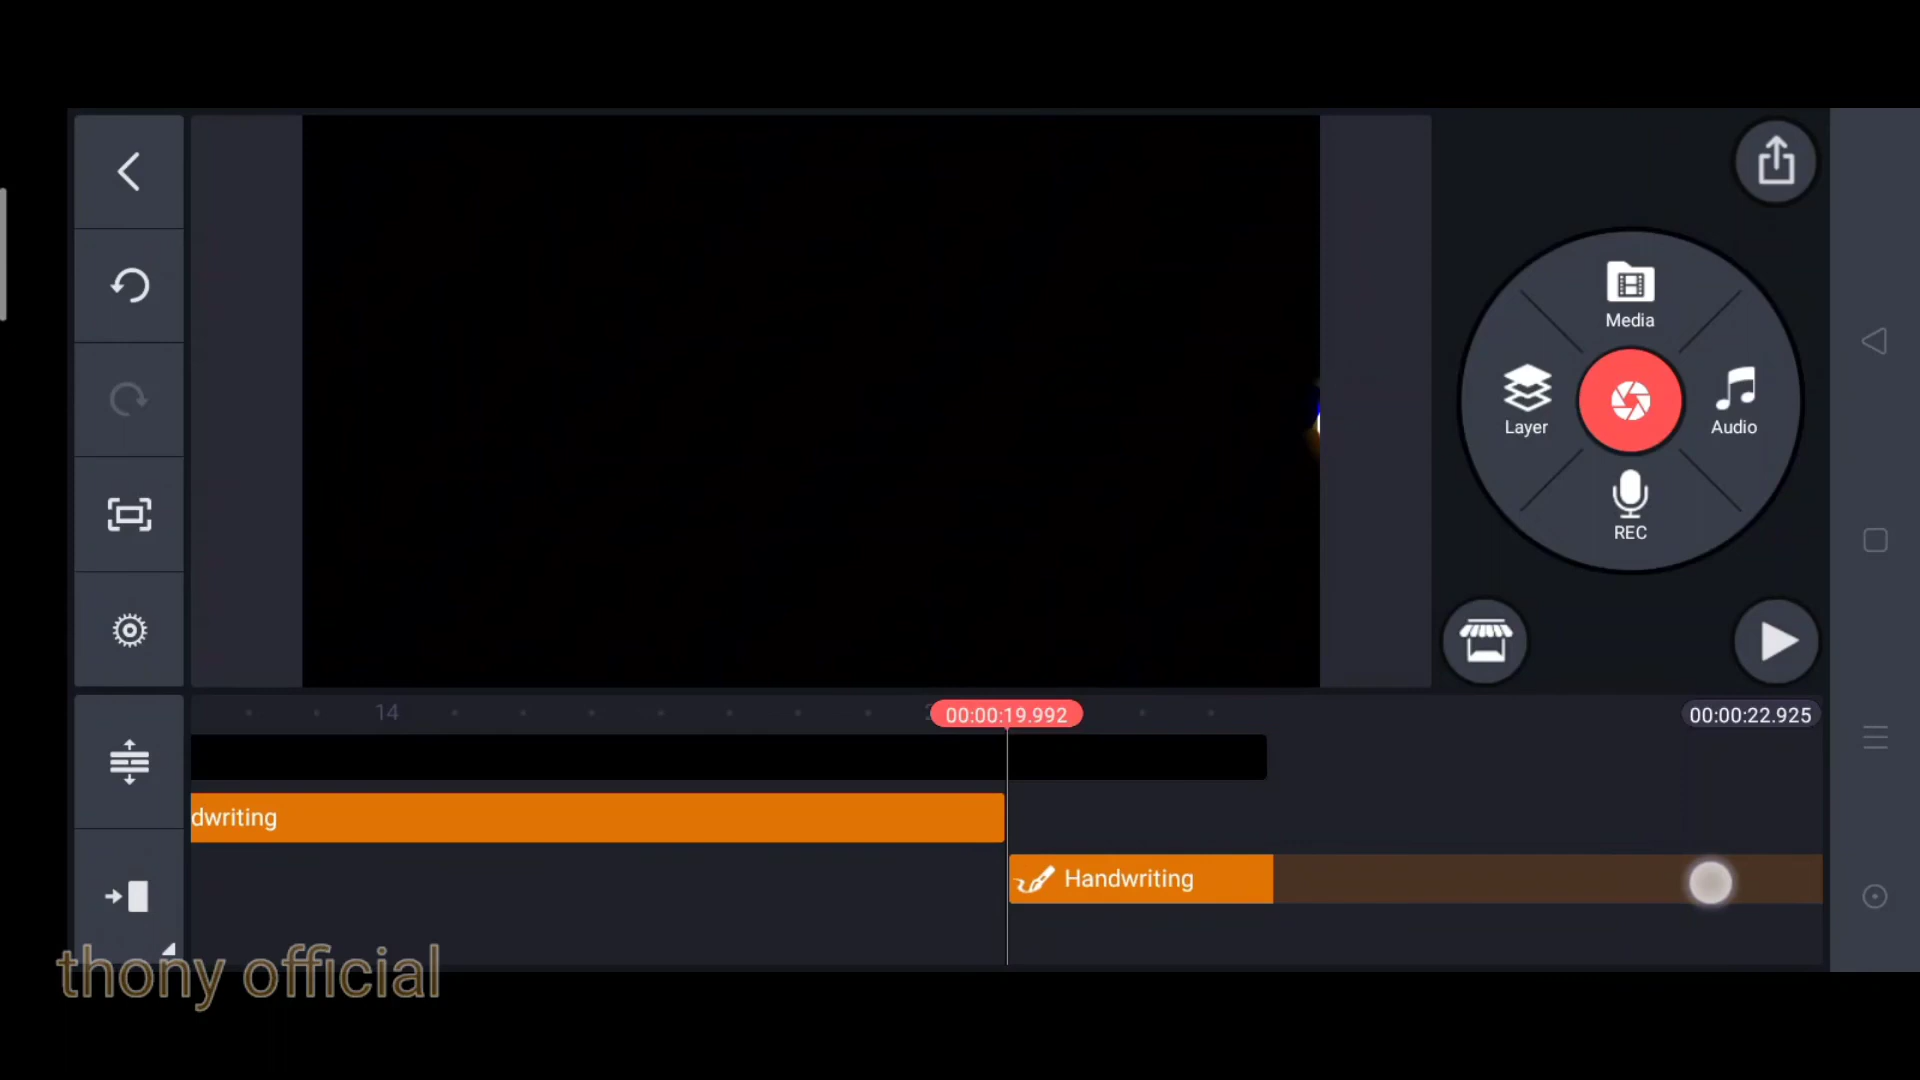 Media
Layer
Audio
REC
14
00:00:19.992
00:00:22.925
dwriting
Handwriting
thony official